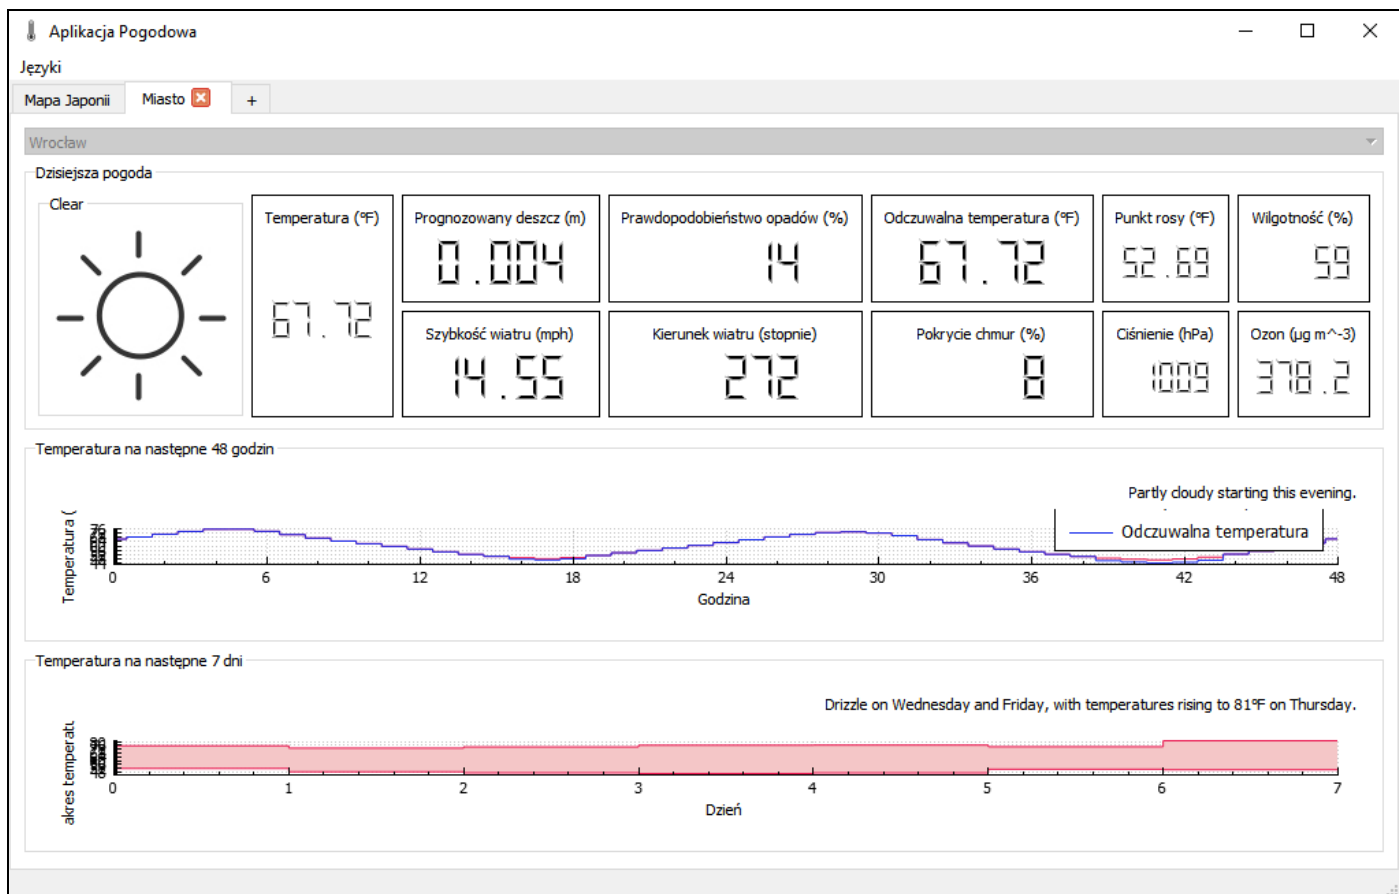 Aplikacja Pogodowa
Języki
Mapa Japonii Miasto +
Wrocław
Dzisiejsza pogoda
Clear
Temperatura (°F) Prognozowany deszcz (m) Prawdopodobieństwo opadów (%) Odczuwalna temperatura (°F) Punkt rosy (°F) Wilgotność (%)
67.72 0.004 14 67.72 52.69 59
Szybkość wiatru (mph) Kierunek wiatru (stopnie) Pokrycie chmur (%) Ciśnienie (hPa) Ozon (µg m^-3)
14.55 272 8 1009 378.2
Temperatura na następne 48 godzin
Partly cloudy starting this evening.
Temperatura (
Odczuwalna temperatura
0 6 12 18 24 30 36 42 48
Godzina
Temperatura na następne 7 dni
Drizzle on Wednesday and Friday, with temperatures rising to 81°F on Thursday.
akres temperatu
0 1 2 3 4 5 6 7
Dzień